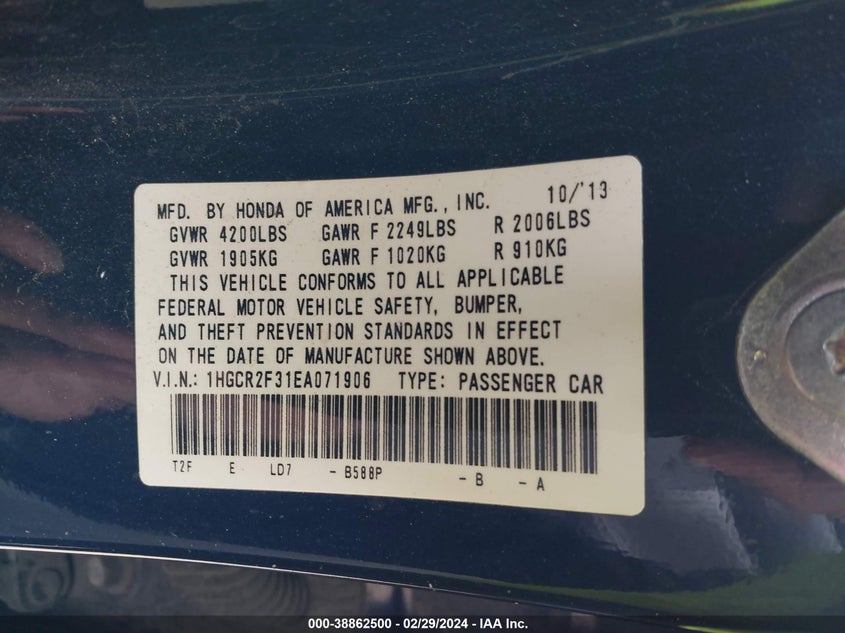 MFD. BY HONDA OF AMERICA MFG., INC. 10/'13
GVWR 4200LBS GAWR F 2249LBS R 2006LBS
GVWR 1905KG GAWR F 1020KG R 910KG
THIS VEHICLE CONFORMS TO ALL APPLICABLE
FEDERAL MOTOR VEHICLE SAFETY, BUMPER,
AND THEFT PREVENTION STANDARDS IN EFFECT
ON THE DATE OF MANUFACTURE SHOWN ABOVE.
V.I.N.: 1HGCR2F31EA071906 TYPE: PASSENGER CAR
T2F E LD7 - B588P - B - A
000-38862500 - 02/29/2024 - IAA Inc.